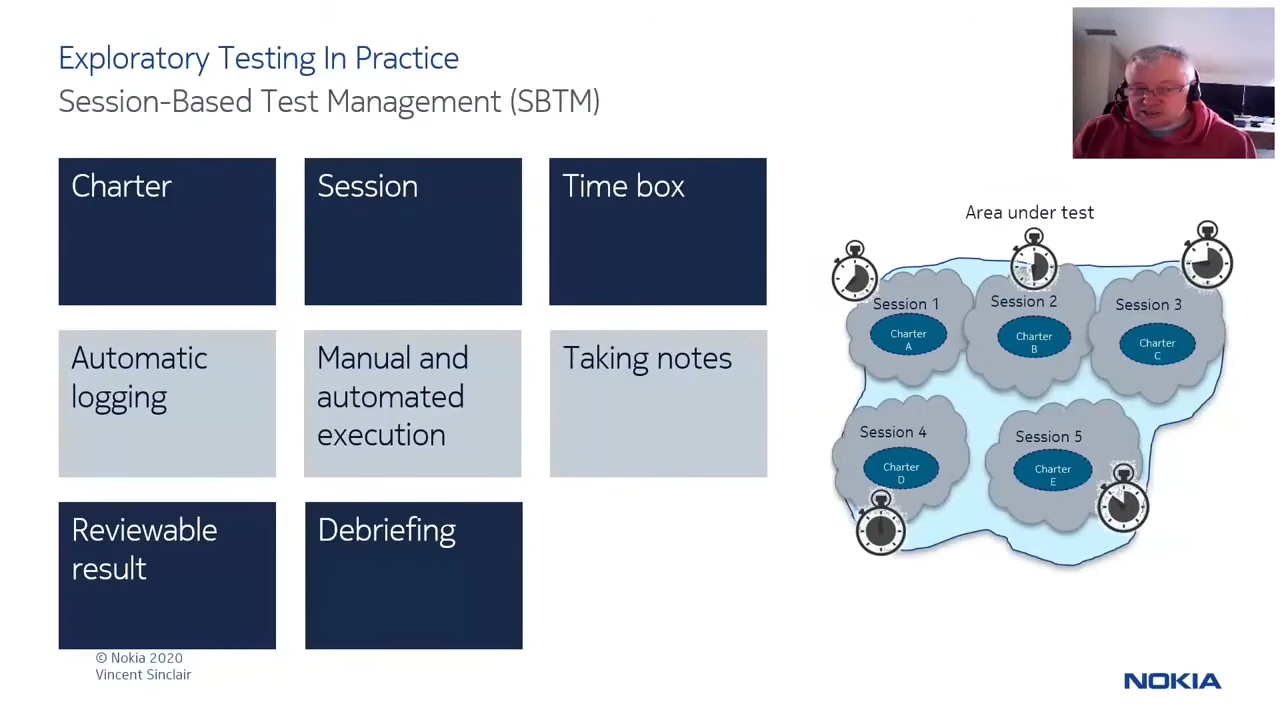 Exploratory Testing In Practice
Session-Based Test Management (SBTM)
Charter
Session
Time box
Automatic
logging
Manual and
automated
execution
Taking notes
Reviewable
result
Debriefing
Area under test
Session 1
Charter
A
Session 2
Charter
B
Session 3
Charter
C
Session 4
Charter
D
Session 5
Charter
E
© Nokia 2020
Vincent Sinclair
NOKIA